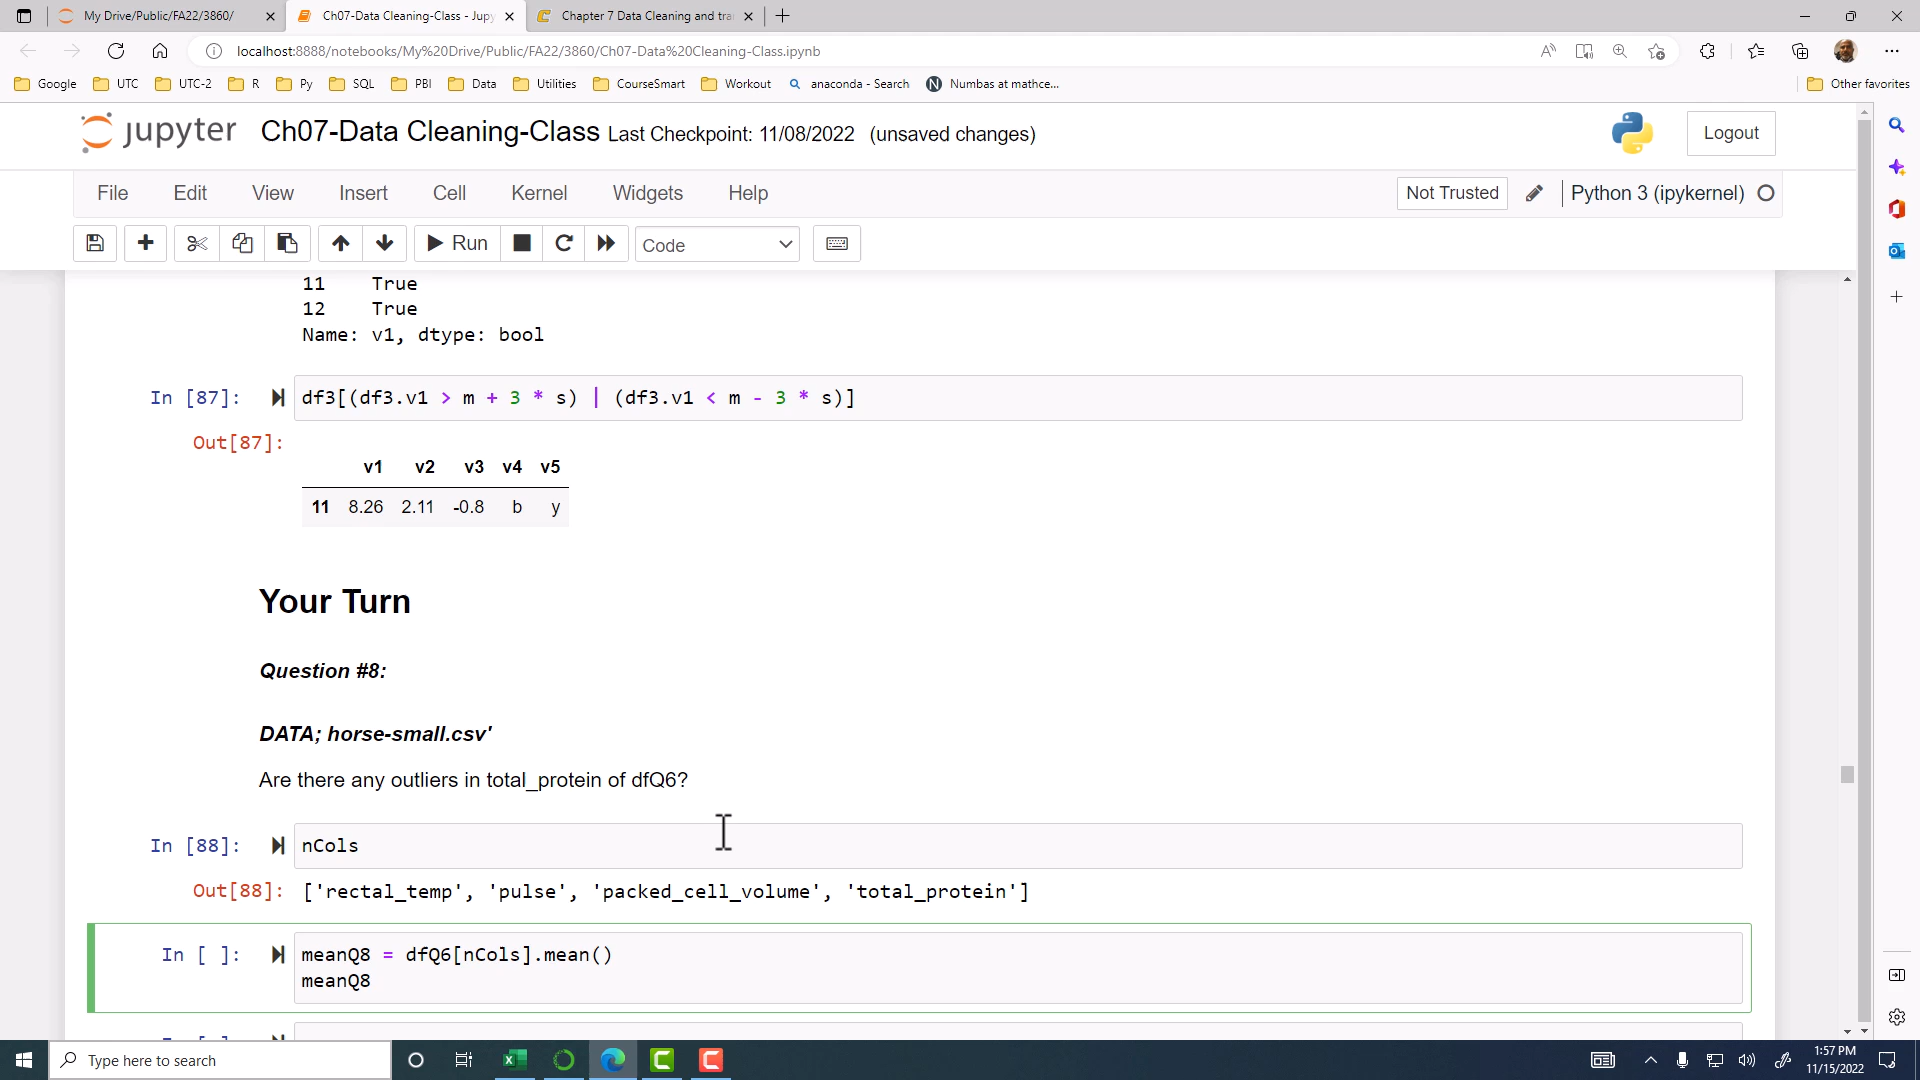 My Drive/Public/FA22/3860/
Ch07-Data Cleaning-Class - Jupy
Chapter 7 Data Cleaning and tra
localhost:8888/notebooks/My%20Drive/Public/FA22/3860/Ch07-Data%20Cleaning-Class.ipynb
Google UTC UTC-2 R Py SQL PBI Data Utilities CourseSmart Workout anaconda - Search Numbas at mathce... Other favorites
jupyter Ch07-Data Cleaning-Class Last Checkpoint: 11/08/2022 (unsaved changes) Logout
File Edit View Insert Cell Kernel Widgets Help Not Trusted Python 3 (ipykernel)
Run Code
11 True
12 True
Name: v1, dtype: bool
In [87]: df3[(df3.v1 > m + 3 * s) | (df3.v1 < m - 3 * s)]
Out[87]:
v1 v2 v3 v4 v5
11 8.26 2.11 -0.8 b y
Your Turn
Question #8:
DATA; horse-small.csv'
Are there any outliers in total_protein of dfQ6?
In [88]: nCols
Out[88]: ['rectal_temp', 'pulse', 'packed_cell_volume', 'total_protein']
In [ ]: meanQ8 = dfQ6[nCols].mean()
meanQ8
Type here to search
1:57 PM
11/15/2022